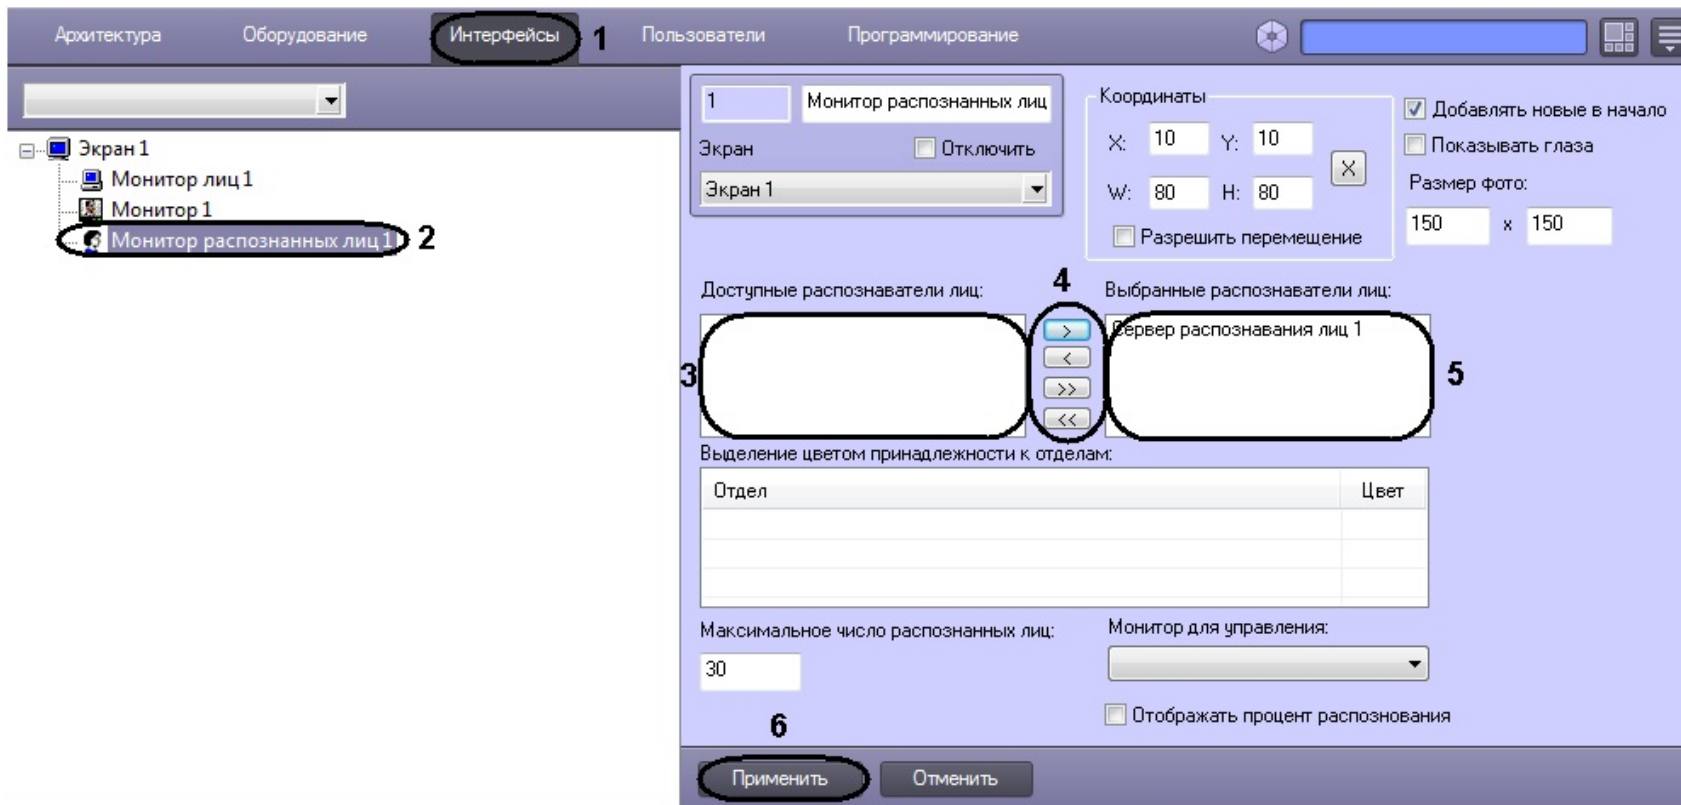 Архитектура Оборудование Интерфейсы 1 Пользователи Программирование
Экран 1
Монитор лиц 1
Монитор 1
Монитор распознанных лиц 1 2
1 Монитор распознанных лиц
Экран Отключить
Экран 1
Координаты
X: 10 Y: 10
X
W: 80 H: 80
Разрешить перемещение
Добавлять новые в начало
Показывать глаза
Размер фото:
150 x 150
Доступные распознаватели лиц: 4 Выбранные распознаватели лиц:
> Сервер распознавания лиц 1
<
3 >> 5
<<
Выделение цветом принадлежности к отделам:
Отдел Цвет
Максимальное число распознанных лиц: Монитор для управления:
30
Отображать процент распознования
6
Применить Отменить